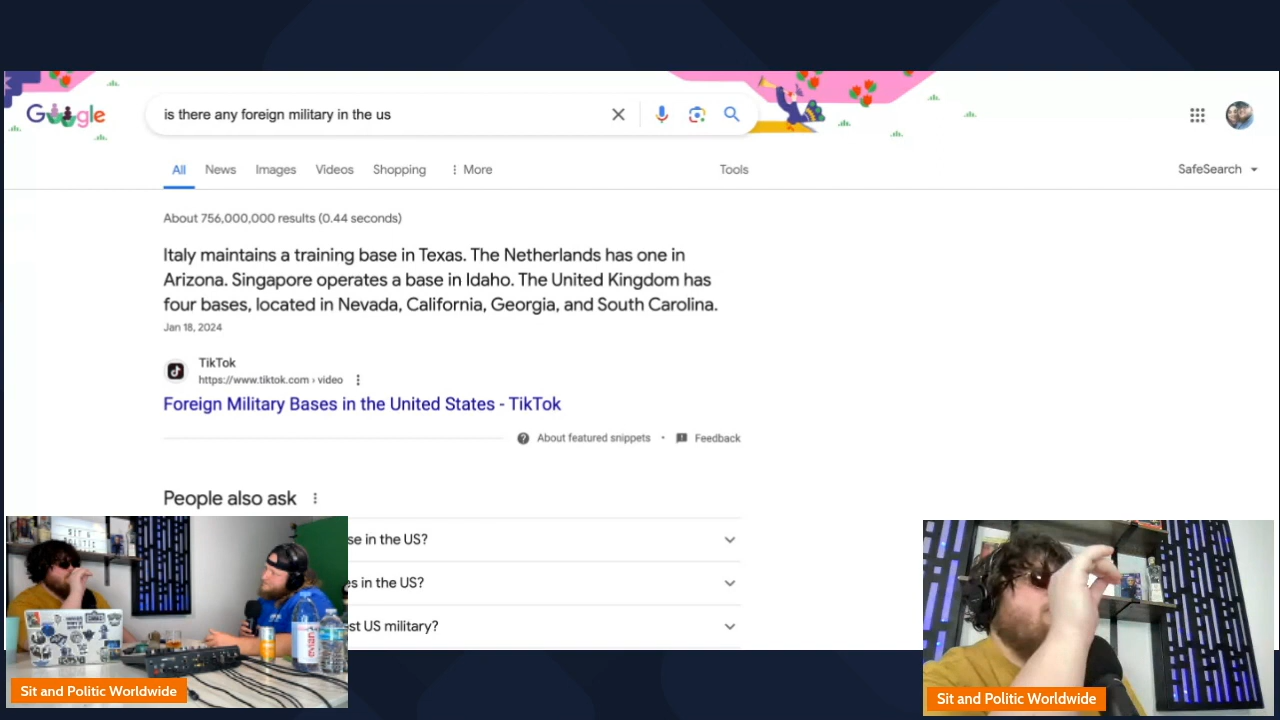 Google
is there any foreign military in the us
All News Images Videos Shopping More Tools SafeSearch
About 756,000,000 results (0.44 seconds)
Italy maintains a training base in Texas. The Netherlands has one in
Arizona. Singapore operates a base in Idaho. The United Kingdom has
four bases, located in Nevada, California, Georgia, and South Carolina.
Jan 18, 2024
TikTok
https://www.tiktok.com › video
Foreign Military Bases in the United States - TikTok
About featured snippets • Feedback
People also ask
se in the US?
es in the US?
st US military?
SIT &
evian
Sit and Politic Worldwide
Sit and Politic Worldwide